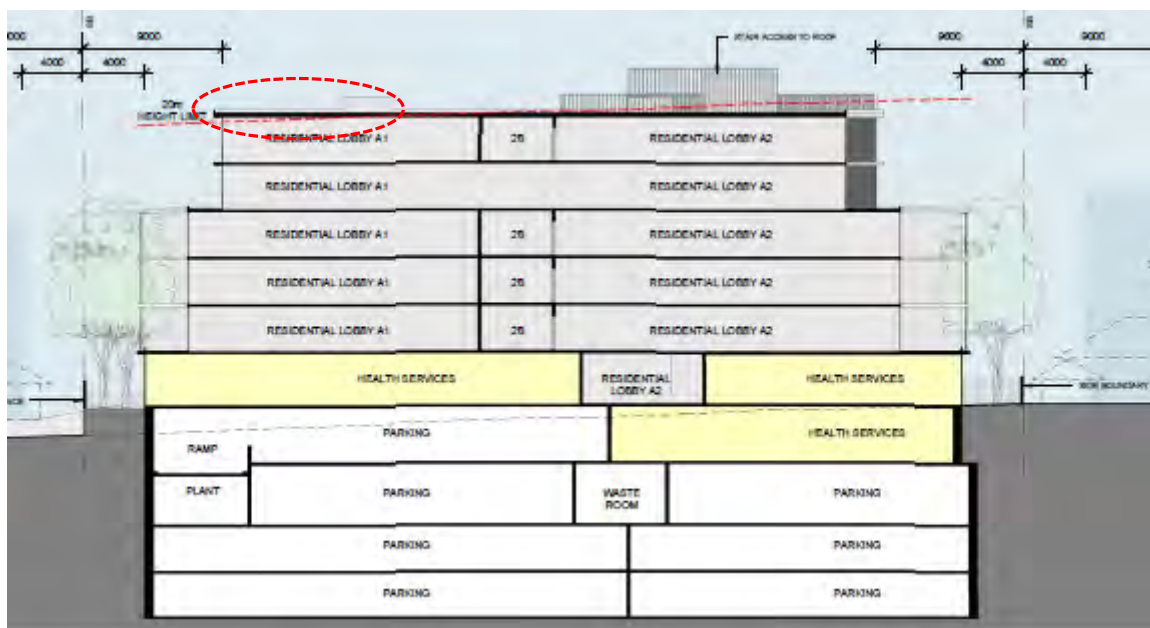 9000
9000
9000
4000
4000
4000
4000
STAIR ACCESS TO ROOF
20m
HEIGHT LIMIT
RESIDENTIAL LOBBY A1
2B
RESIDENTIAL LOBBY A2
RESIDENTIAL LOBBY A1
RESIDENTIAL LOBBY A2
RESIDENTIAL LOBBY A1
2B
RESIDENTIAL LOBBY A2
RESIDENTIAL LOBBY A1
2B
RESIDENTIAL LOBBY A2
RESIDENTIAL LOBBY A1
2B
RESIDENTIAL LOBBY A2
HEALTH SERVICES
RESIDENTIAL
LOBBY A2
HEALTH SERVICES
SIDE BOUNDARY
PARKING
HEALTH SERVICES
RAMP
PLANT
PARKING
WASTE
ROOM
PARKING
PARKING
PARKING
PARKING
PARKING